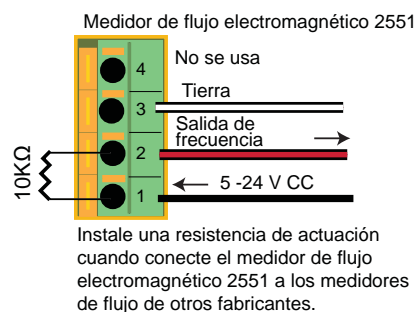 Medidor de flujo electromagnético 2551
4
No se usa
3
Tierra
Salida de
frecuencia
2
10KΩ
1
5 -24 V CC
Instale una resistencia de actuación
cuando conecte el medidor de flujo
electromagnético 2551 a los medidores
de flujo de otros fabricantes.